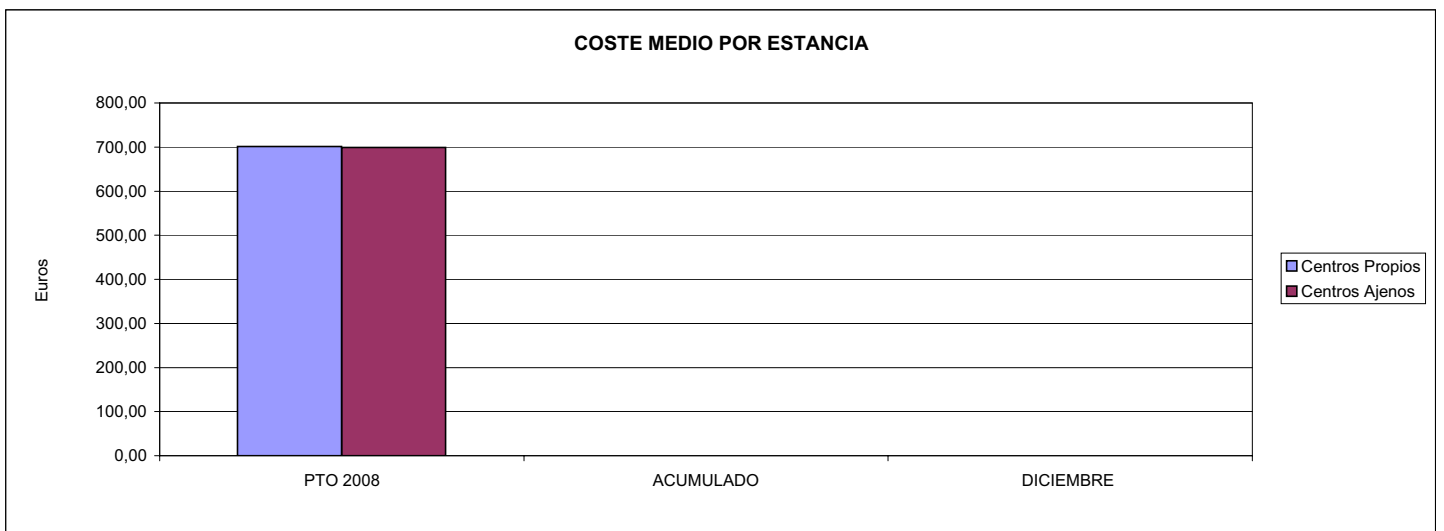 COSTE MEDIO POR ESTANCIA
800,00
700,00
600,00
500,00
400,00
300,00
200,00
100,00
0,00
Euros
PTO 2008
ACUMULADO
DICIEMBRE
Centros Propios
Centros Ajenos